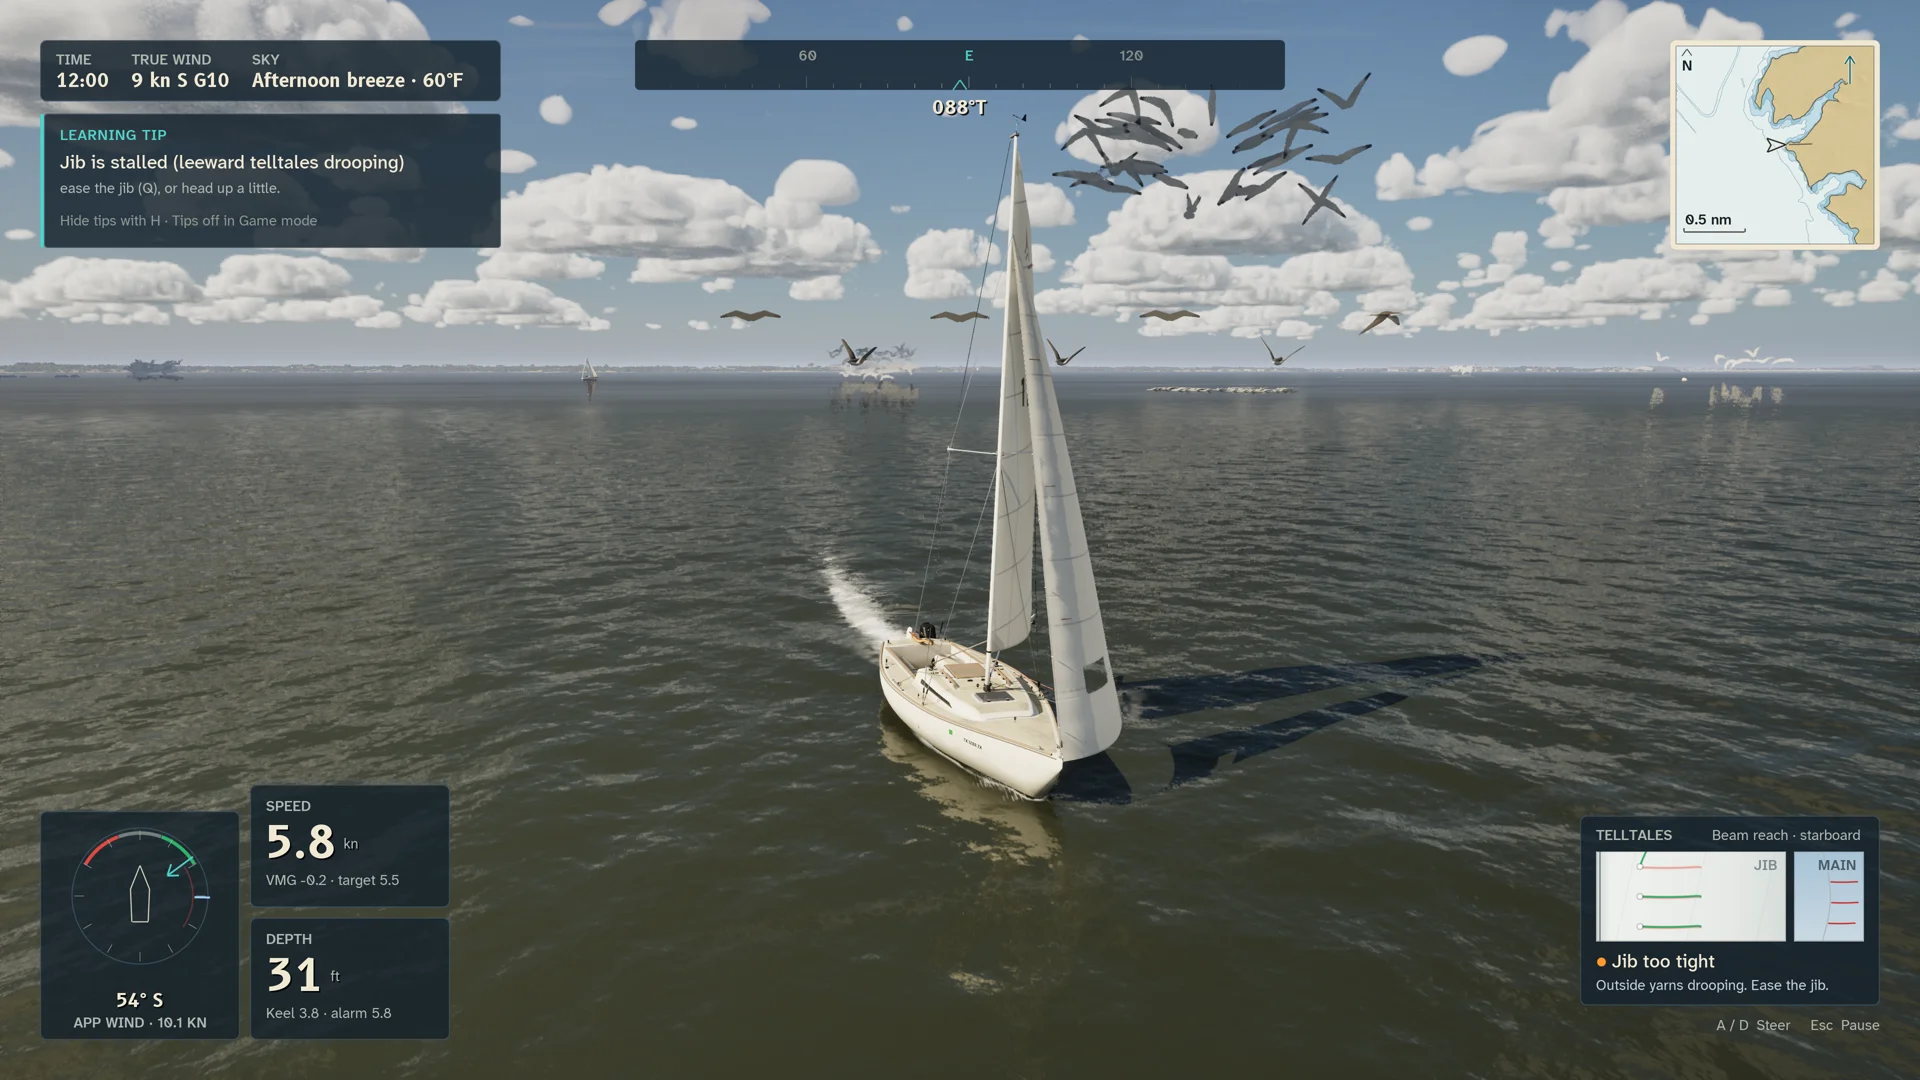 TIME TRUE WIND SKY
12:00 9 kn S G10 Afternoon breeze · 60°F
LEARNING TIP
Jib is stalled (leeward telltales drooping)
ease the jib (Q), or head up a little.
Hide tips with H · Tips off in Game mode
60 E 120
088°T
N
0.5 nm
SPEED
5.8 kn
VMG -0.2 · target 5.5
DEPTH
31 ft
Keel 3.8 · alarm 5.8
54° S
APP WIND · 10.1 KN
TELLTALES Beam reach · starboard
JIB MAIN
Jib too tight
Outside yarns drooping. Ease the jib.
A / D Steer Esc Pause